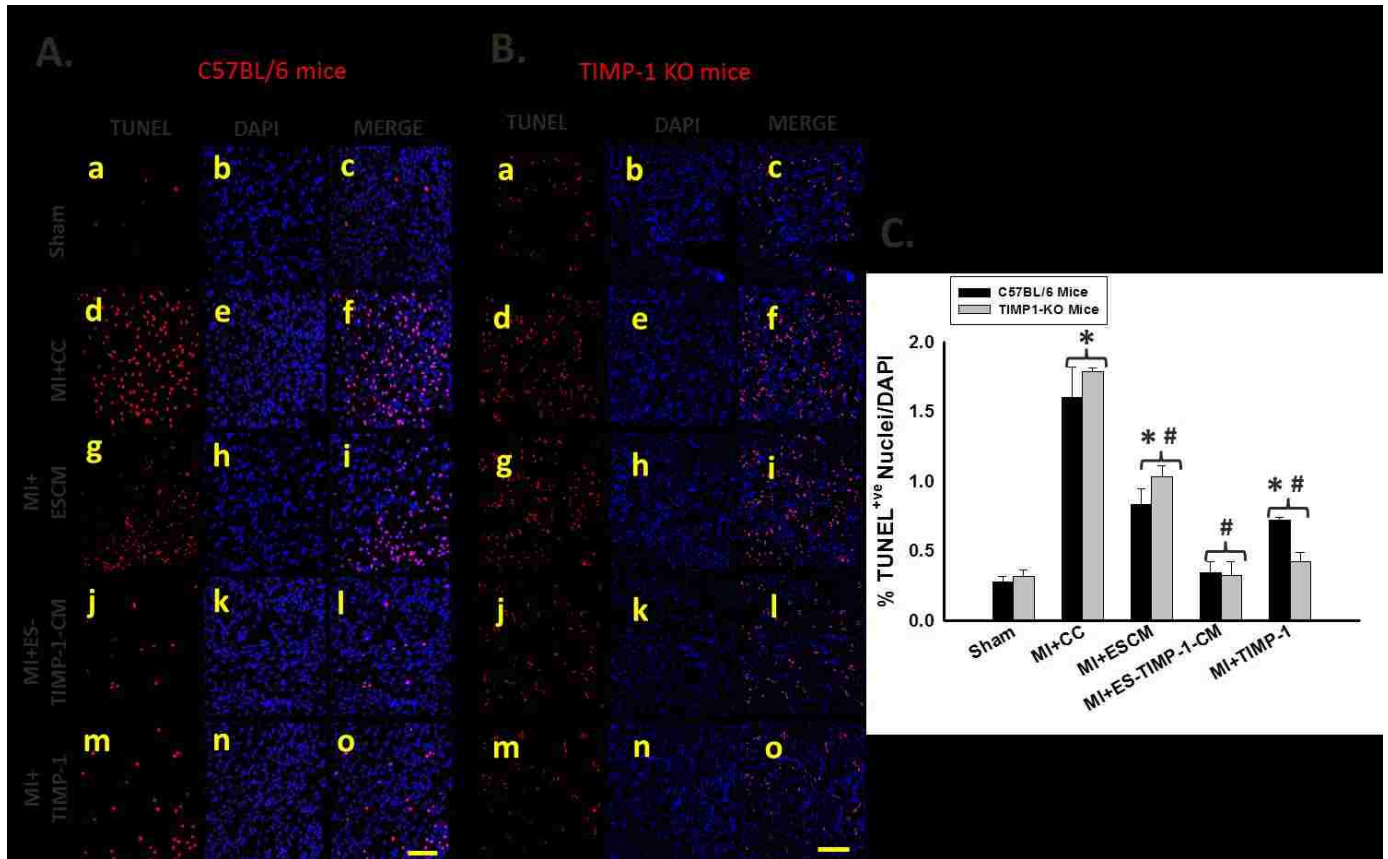 A.
C57BL/6 mice
TUNEL DAPI MERGE
Sham
a b c
MI+CC
d e f
MI+
ESCM
g h i
MI+ES-
TIMP-1-CM
j k l
MI+
TIMP-1
m n o
B.
TIMP-1 KO mice
TUNEL DAPI MERGE
a b c
d e f
g h i
j k l
m n o
C.
C57BL/6 Mice
TIMP1-KO Mice
% TUNEL+ve Nuclei/DAPI
2.0
1.5
1.0
0.5
0.0
*
* #
#
* #
Sham MI+CC MI+ESCM MI+ES-TIMP-1-CM MI+TIMP-1